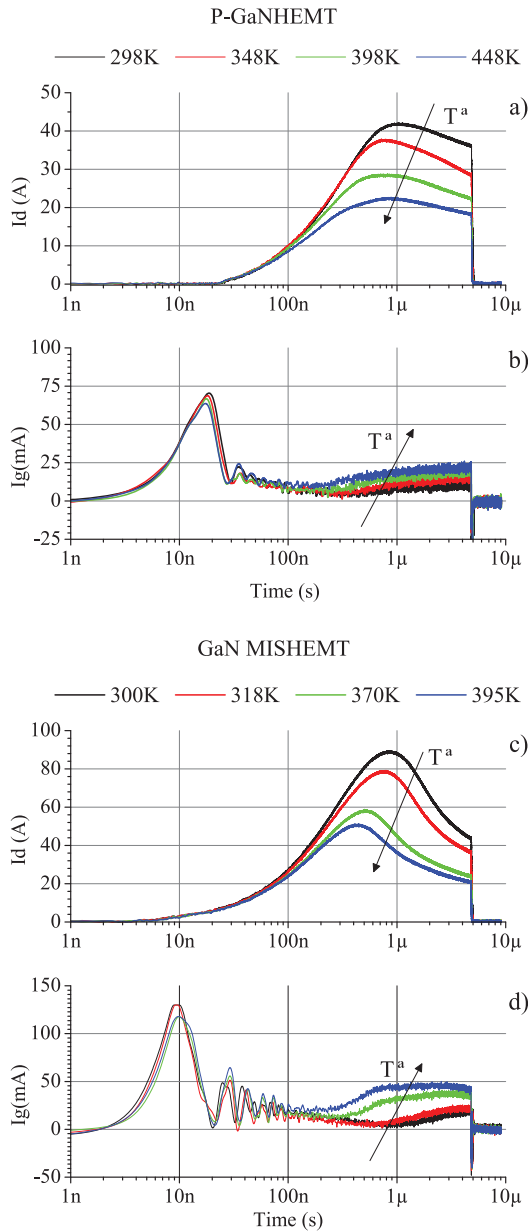 P-GaNHEMT
298K 348K 398K 448K
a)
50
40
30
20
10
0
Id (A)
Tª
1n 10n 100n 1µ 10µ
b)
100
75
50
25
0
-25
Ig(mA)
Tª
1n 10n 100n 1µ 10µ
Time (s)
GaN MISHEMT
300K 318K 370K 395K
c)
100
80
60
40
20
0
Id (A)
Tª
1n 10n 100n 1µ 10µ
d)
150
100
50
0
-50
Ig(mA)
Tª
1n 10n 100n 1µ 10µ
Time (s)